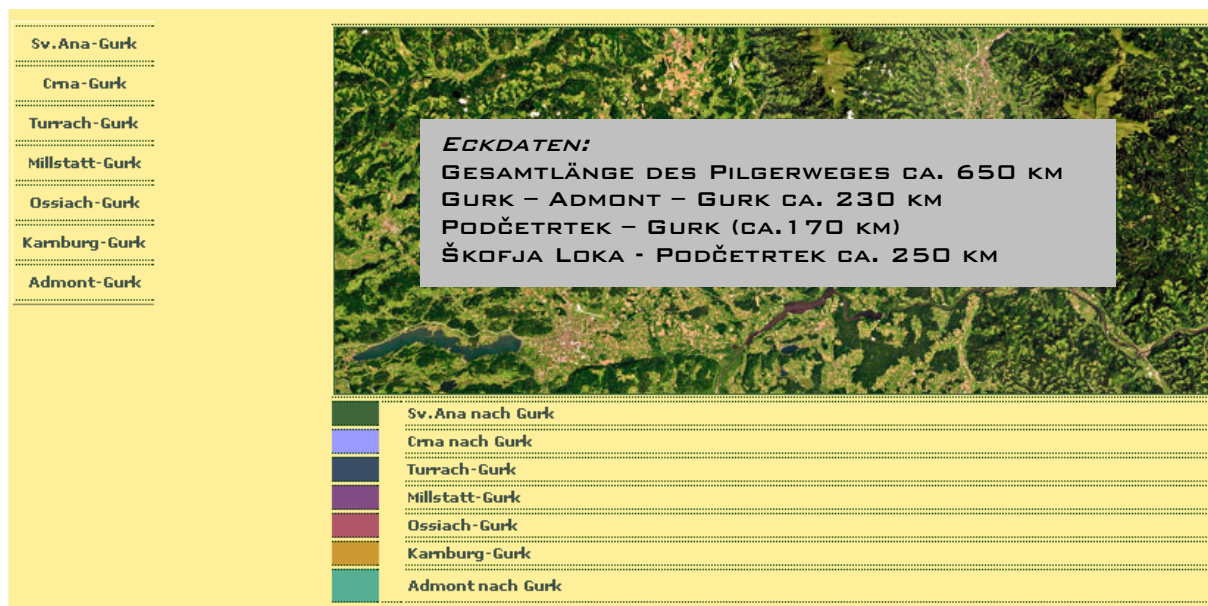 Sv.Ana-Gurk
Crna-Gurk
Turrach-Gurk
Millstatt-Gurk
Ossiach-Gurk
Karnburg-Gurk
Admont-Gurk
ECKDATEN:
GESAMTLÄNGE DES PILGERWEGES CA. 650 KM
GURK – ADMONT – GURK CA. 230 KM
PODČETRTEK – GURK (CA.170 KM)
ŠKOFJA LOKA - PODČETRTEK CA. 250 KM
Sv.Ana nach Gurk
Crna nach Gurk
Turrach-Gurk
Millstatt-Gurk
Ossiach-Gurk
Karnburg-Gurk
Admont nach Gurk